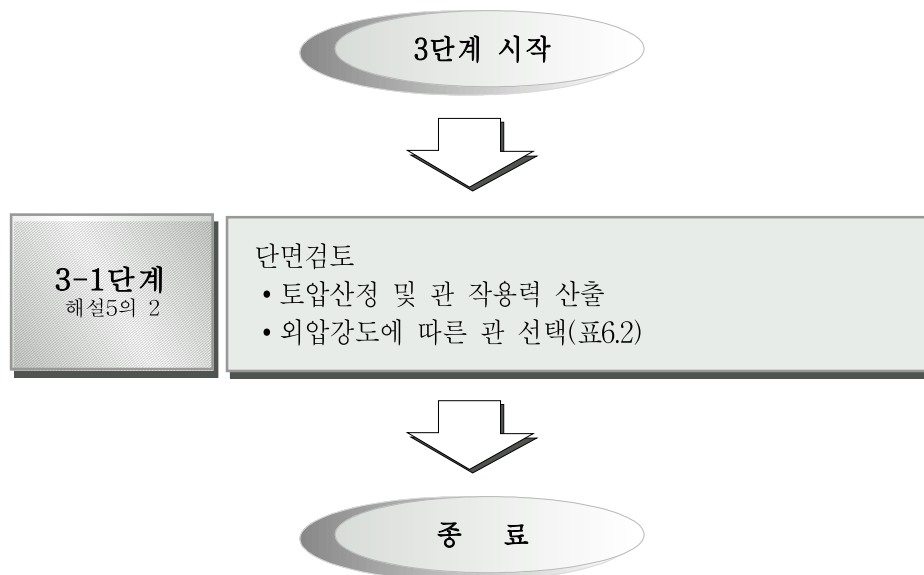 3단계 시작
3-1단계
해설5의 2
단면검토
• 토압산정 및 관 작용력 산출
• 외압강도에 따른 관 선택(표6.2)
종 료